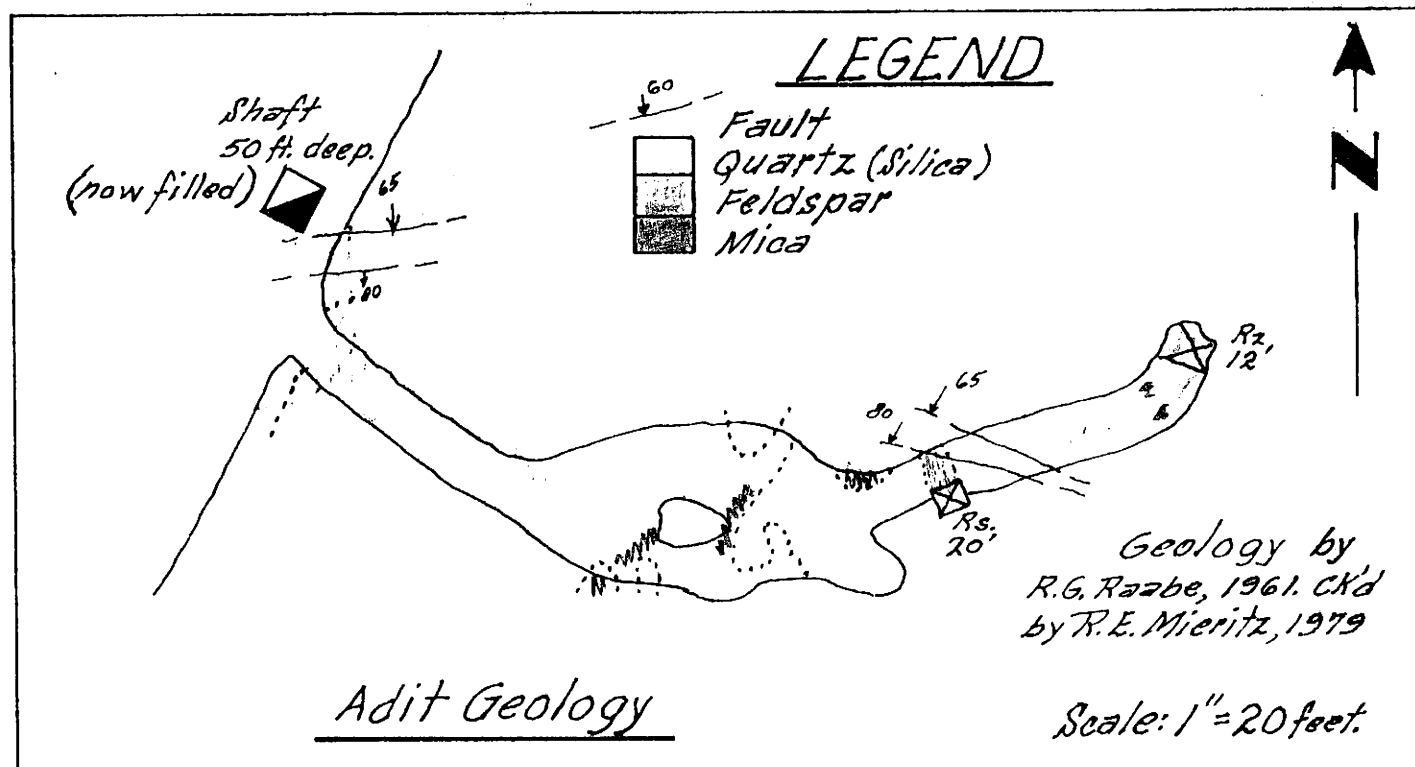 LEGEND
60
Fault
Quartz (Silica)
Feldspar
Mica
N
Shaft
50 ft. deep.
(now filled)
65
80
65
80
Rz,
12'
Rs.
20'
Geology by
R.G. Raabe, 1961. CK'd
by R.E. Mieritz, 1979
Adit Geology
Scale: 1"=20 feet.